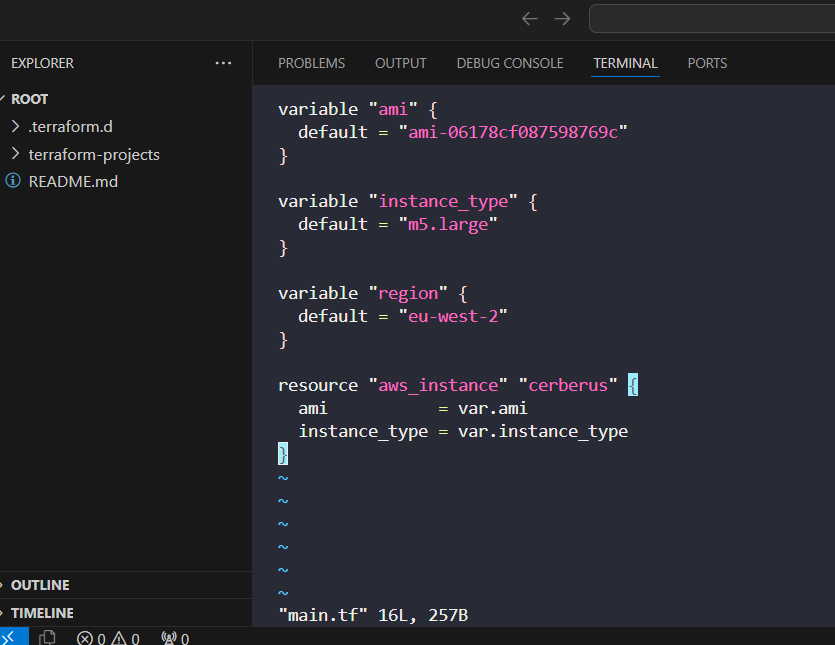 EXPLORER
···
ROOT
.terraform.d
terraform-projects
README.md
OUTLINE
TIMELINE
PROBLEMS OUTPUT DEBUG CONSOLE TERMINAL PORTS
variable "ami" {
  default = "ami-06178cf087598769c"
}
variable "instance_type" {
  default = "m5.large"
}
variable "region" {
  default = "eu-west-2"
}
resource "aws_instance" "cerberus" {
  ami           = var.ami
  instance_type = var.instance_type
}
~
~
~
~
~
~
"main.tf" 16L, 257B
0 0 0